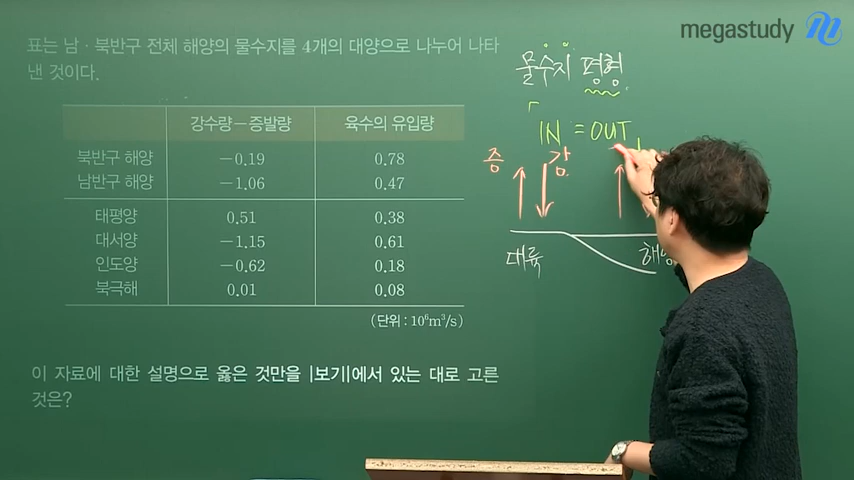 megastudy
표는 남·북반구 전체 해양의 물수지를 4개의 대양으로 나누어 나타
낸 것이다.
강수량－증발량 육수의 유입량
북반구 해양 －0.19 0.78
남반구 해양 －1.06 0.47
태평양 0.51 0.38
대서양 －1.15 0.61
인도양 －0.62 0.18
북극해 0.01 0.08
(단위 : 10⁶m³/s)
이 자료에 대한 설명으로 옳은 것만을 |보기|에서 있는 대로 고른
것은?
물수지 평형
IN = OUT
증 강
대륙 해양